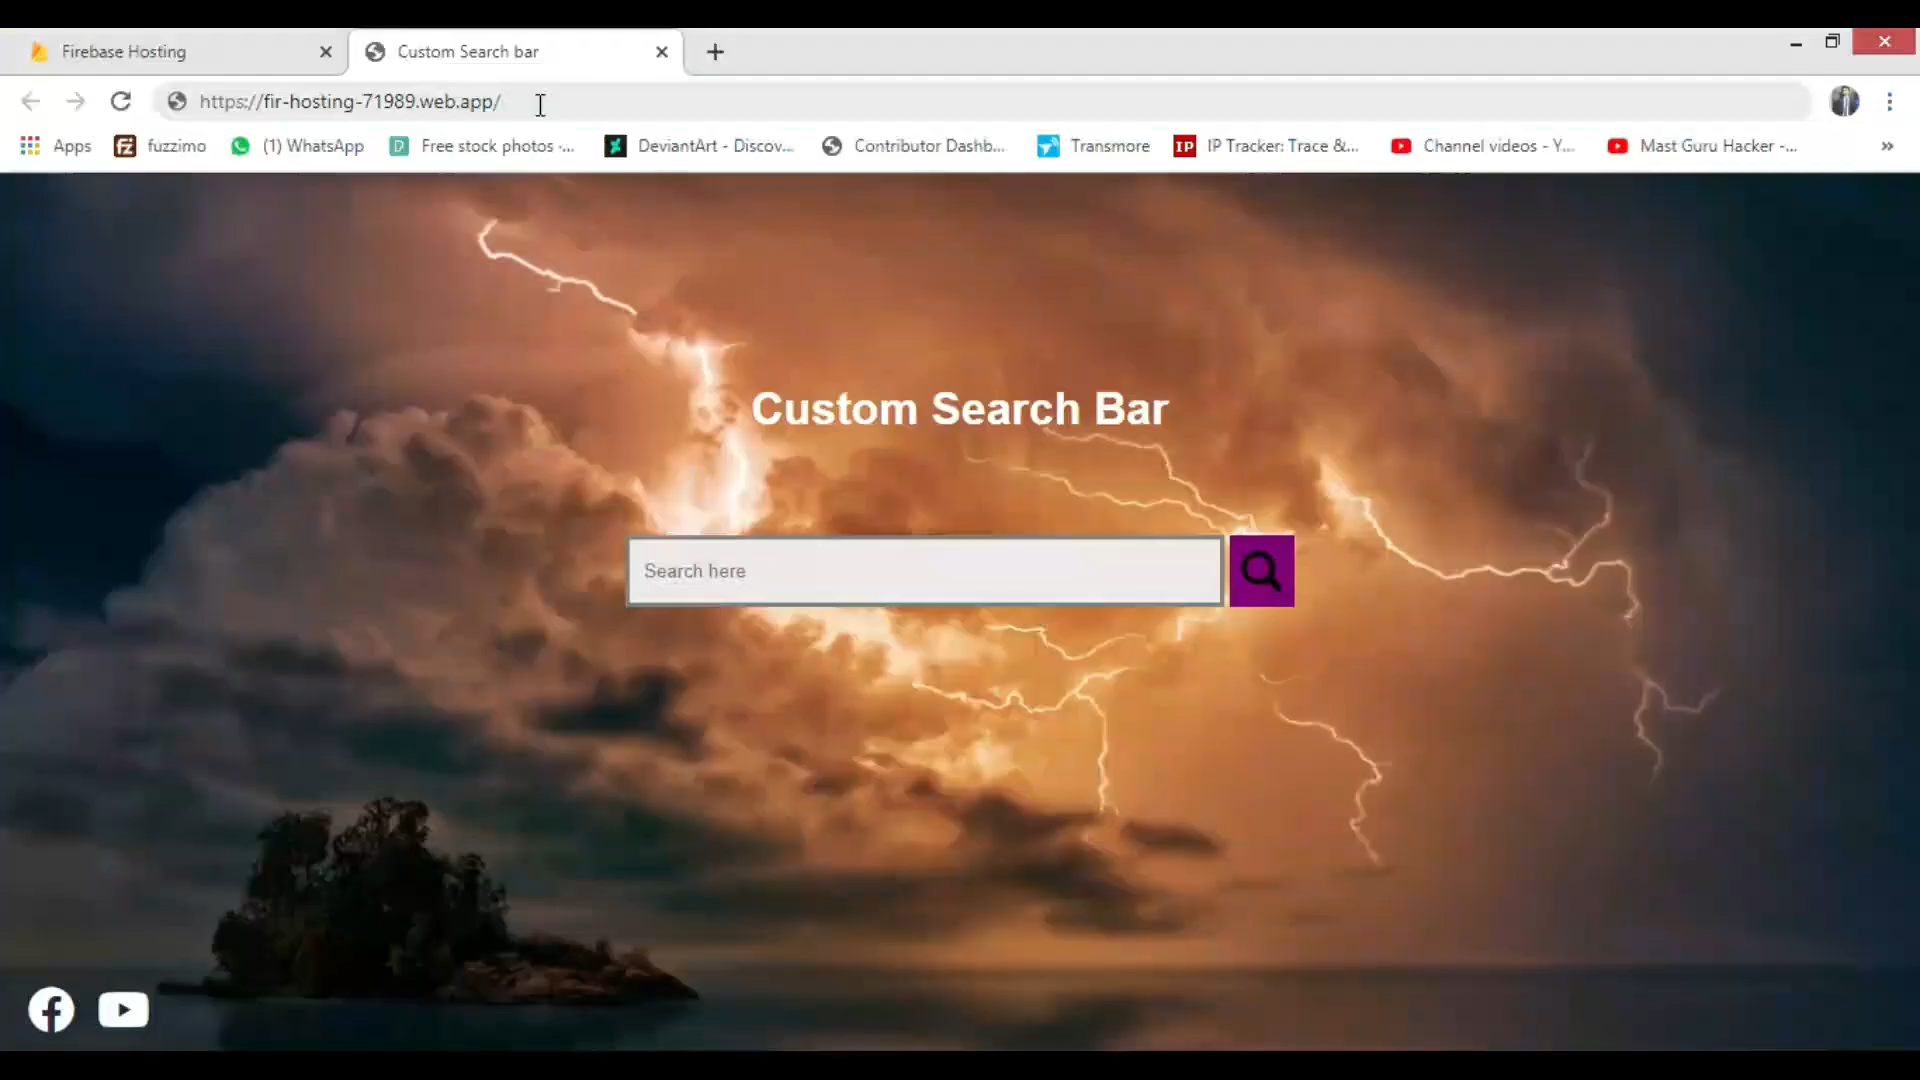 Firebase Hosting
Custom Search bar
https://fir-hosting-71989.web.app/
Apps fuzzimo (1) WhatsApp Free stock photos -... DeviantArt - Discov... Contributor Dashb... Transmore IP IP Tracker: Trace &... Channel videos - Y... Mast Guru Hacker -... »
Custom Search Bar
Search here